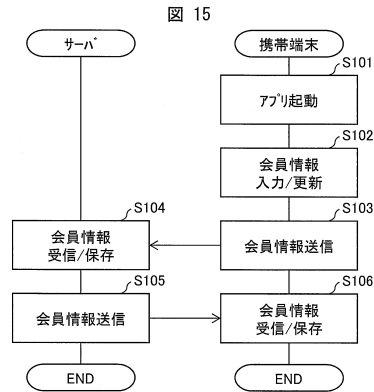 図 15
サーバ
携帯端末
S101
アプリ起動
S102
会員情報
入力/更新
S104
S103
会員情報
受信/保存
会員情報送信
S105
S106
会員情報送信
会員情報
受信/保存
END
END